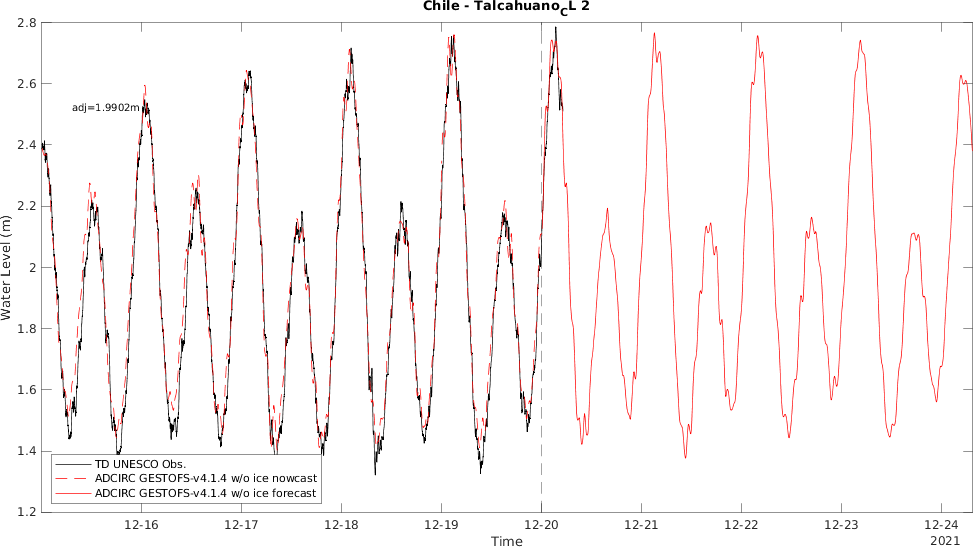 Chile - Talcahuano_CL 2
2.8
2.6
adj=1.9902m
2.4
2.2
2
1.8
1.6
1.4
1.2
Water Level (m)
TD UNESCO Obs.
ADCIRC GESTOFS-v4.1.4 w/o ice nowcast
ADCIRC GESTOFS-v4.1.4 w/o ice forecast
12-16 12-17 12-18 12-19 12-20 12-21 12-22 12-23 12-24
Time
2021